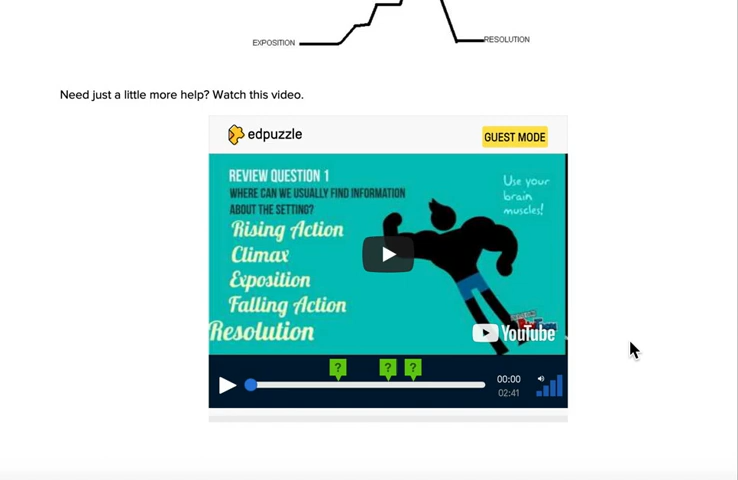 EXPOSITION
RESOLUTION
Need just a little more help? Watch this video.
edpuzzle
GUEST MODE
REVIEW QUESTION 1
WHERE CAN WE USUALLY FIND INFORMATION
ABOUT THE SETTING?
Use your
brain
muscles!
Rising Action
Climax
Exposition
Falling Action
Resolution
YouTube
? ? ?
00:00
02:41